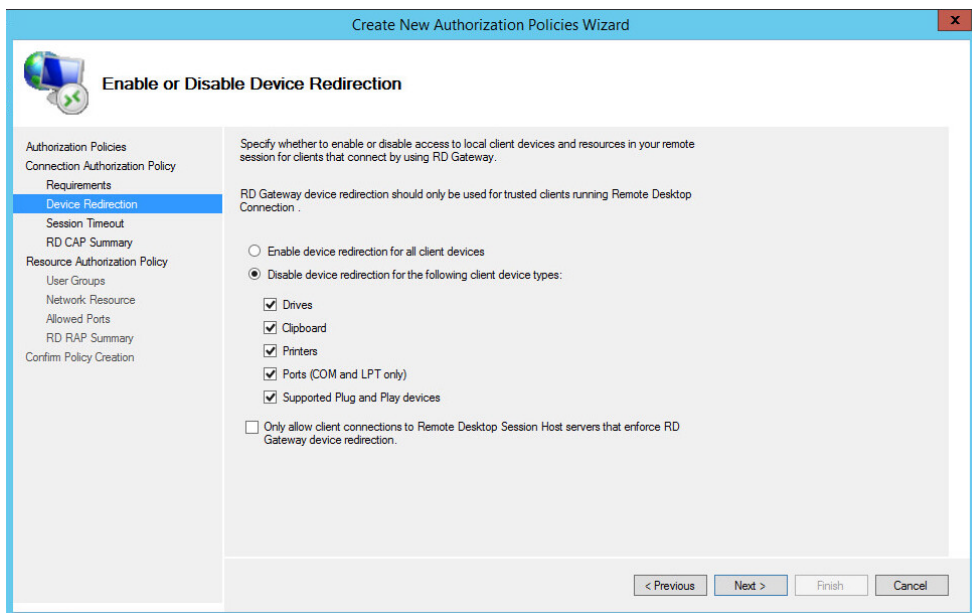 Create New Authorization Policies Wizard
x
Enable or Disable Device Redirection
Authorization Policies
Connection Authorization Policy
Requirements
Device Redirection
Session Timeout
RD CAP Summary
Resource Authorization Policy
User Groups
Network Resource
Allowed Ports
RD RAP Summary
Confirm Policy Creation
Specify whether to enable or disable access to local client devices and resources in your remote
session for clients that connect by using RD Gateway.
RD Gateway device redirection should only be used for trusted clients running Remote Desktop
Connection .
Enable device redirection for all client devices
Disable device redirection for the following client device types:
Drives
Clipboard
Printers
Ports (COM and LPT only)
Supported Plug and Play devices
Only allow client connections to Remote Desktop Session Host servers that enforce RD
Gateway device redirection.
< Previous
Next >
Finish
Cancel